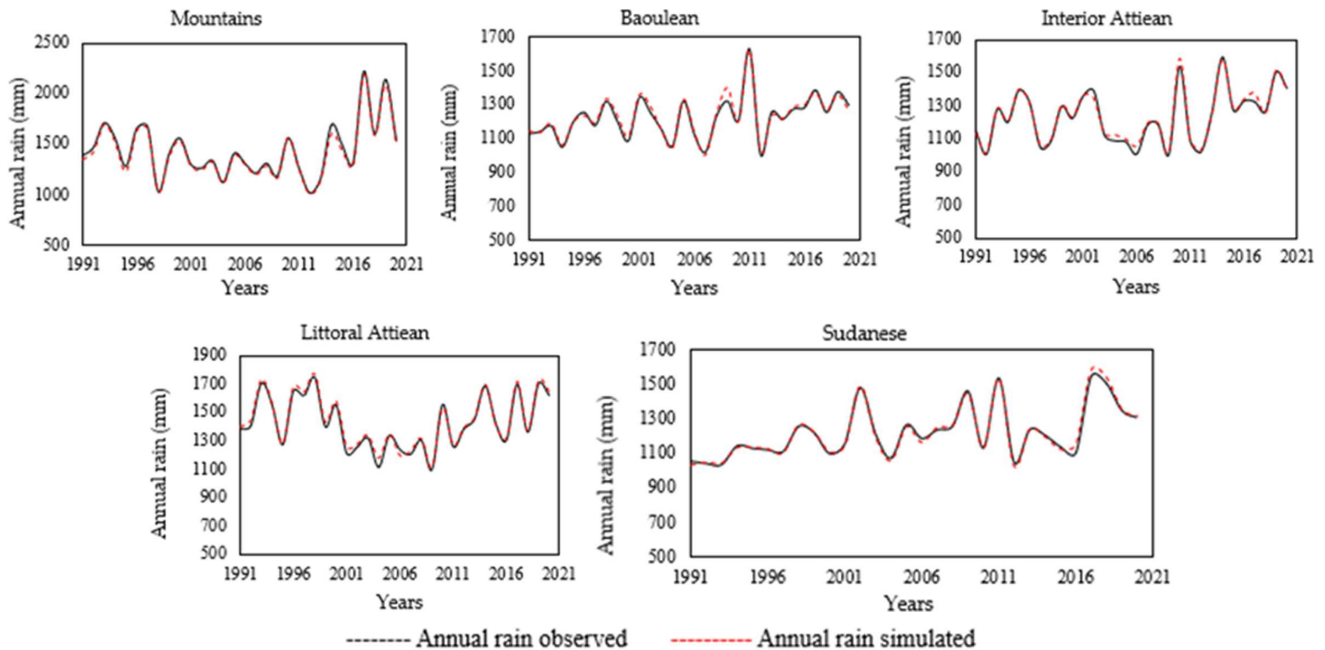 Mountains
2500
2000
1500
1000
500
Annual rain (mm)
1991 1996 2001 2006 2011 2016 2021
Years
Baoulean
1700
1500
1300
1100
900
700
500
Annual rain (mm)
1991 1996 2001 2006 2011 2016 2021
Years
Interior Attiean
1700
1500
1300
1100
900
700
500
Annual rain (mm)
1991 1996 2001 2006 2011 2016 2021
Years
Littoral Attiean
1900
1700
1500
1300
1100
900
700
500
Annual rain (mm)
1991 1996 2001 2006 2011 2016 2021
Years
Sudanese
1700
1500
1300
1100
900
700
500
Annual rain (mm)
1991 1996 2001 2006 2011 2016 2021
Years
Annual rain observed Annual rain simulated